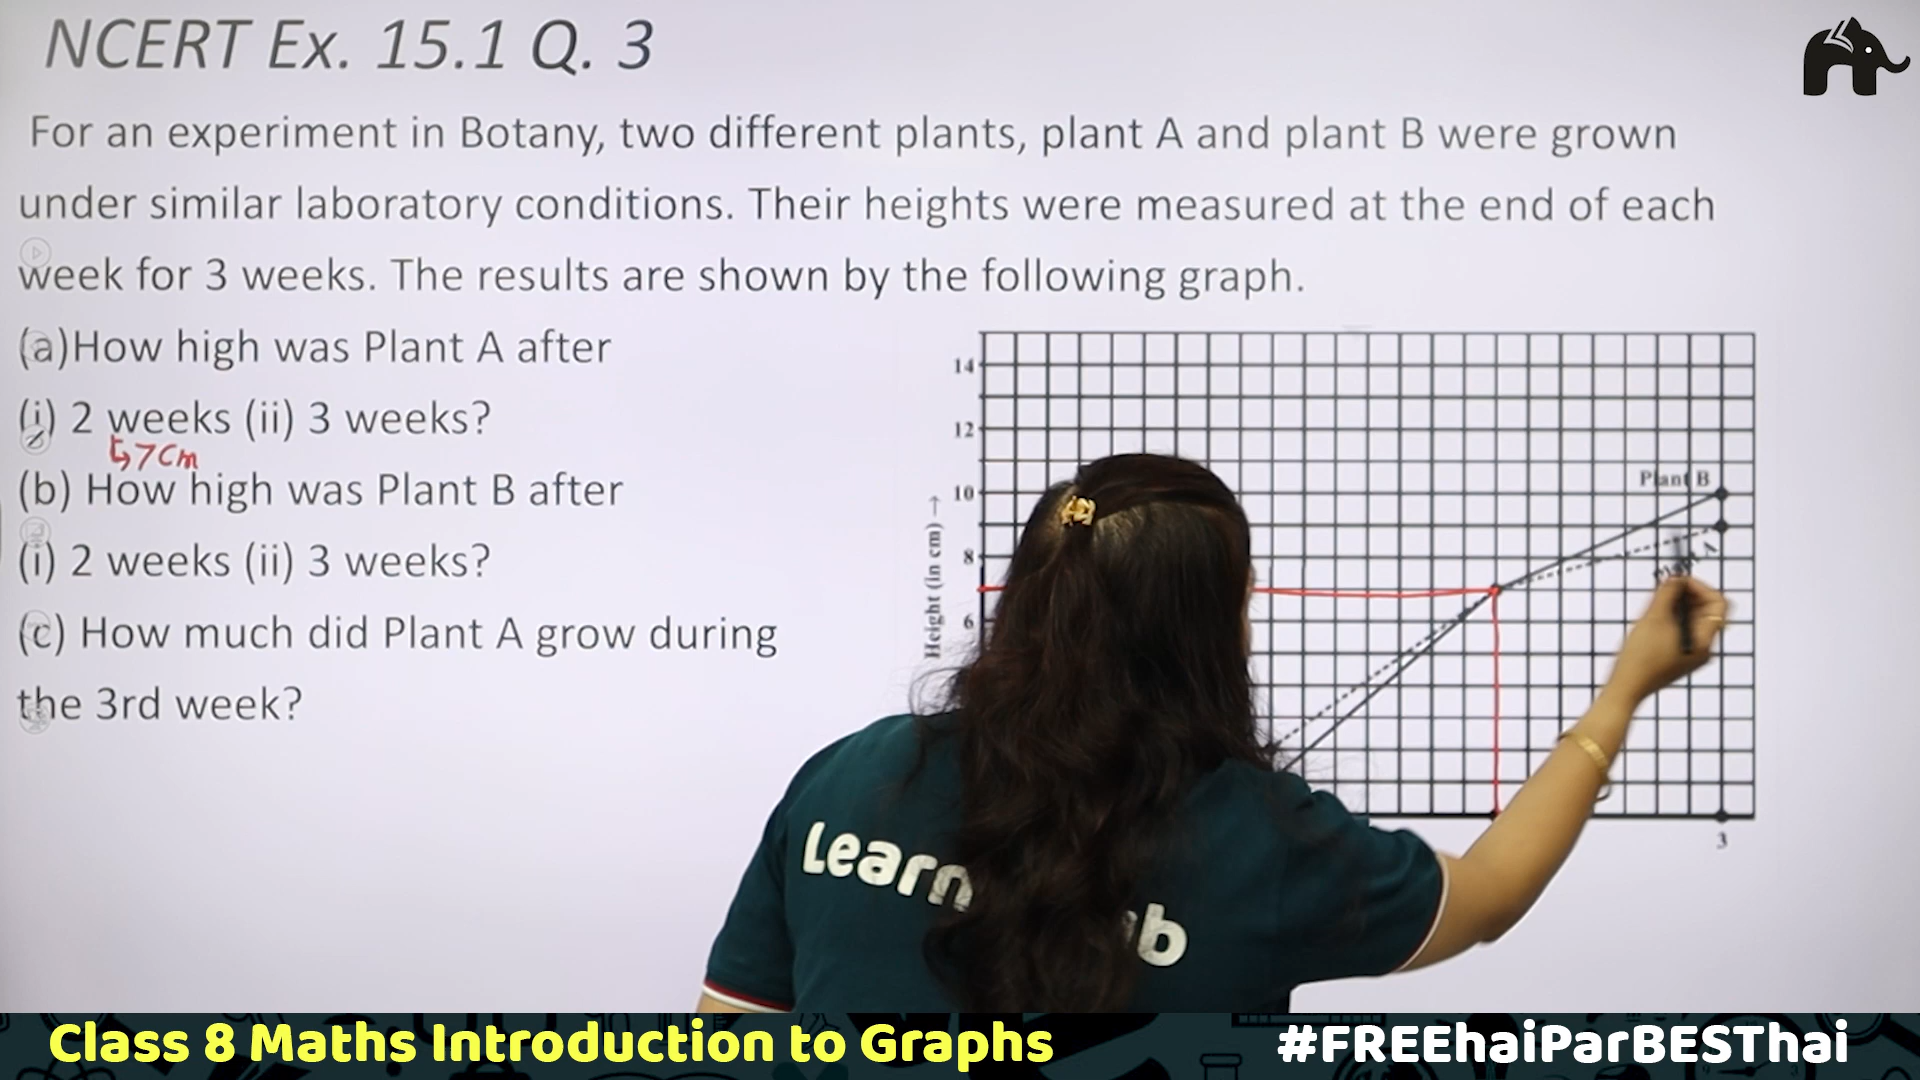 NCERT Ex. 15.1 Q. 3
For an experiment in Botany, two different plants, plant A and plant B were grown
under similar laboratory conditions. Their heights were measured at the end of each
week for 3 weeks. The results are shown by the following graph.
(a)How high was Plant A after
(i) 2 weeks (ii) 3 weeks?
↳7cm
(b) How high was Plant B after
(i) 2 weeks (ii) 3 weeks?
(c) How much did Plant A grow during
the 3rd week?
14
12
10
8
6
Height (in cm) →
Plant B
Plant A
3
Learn
Class 8 Maths Introduction to Graphs
#FREEhaiParBESThai